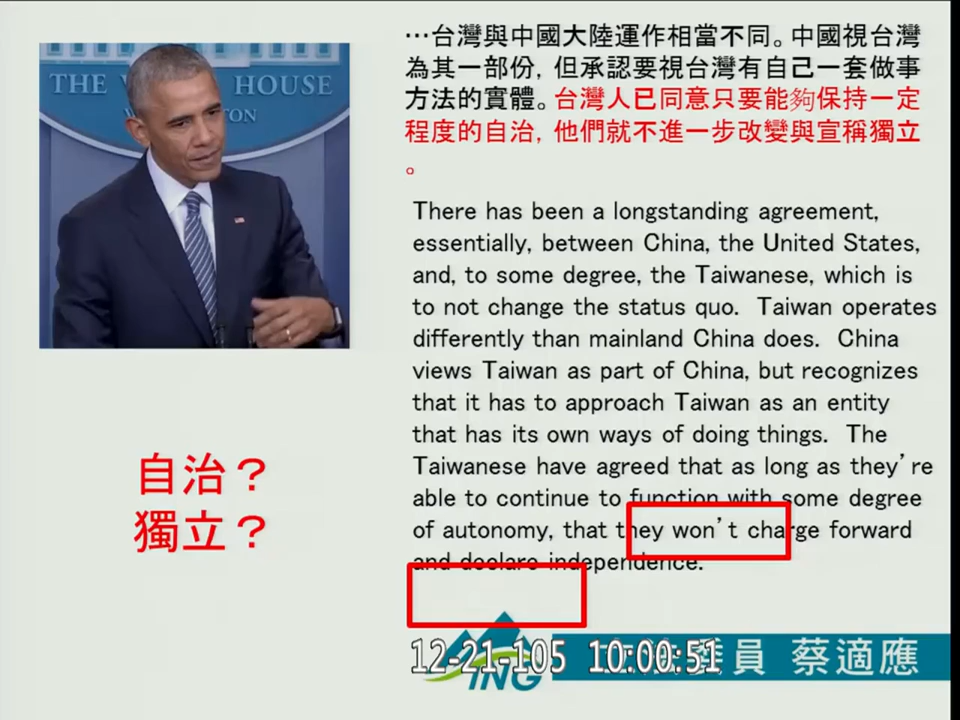 THE W HOUSE
TON
…台灣與中國大陸運作相當不同。中國視台灣
為其一部份，但承認要視台灣有自己一套做事
方法的實體。台灣人已同意只要能夠保持一定
程度的自治，他們就不進一步改變與宣稱獨立
。
There has been a longstanding agreement,
essentially, between China, the United States,
and, to some degree, the Taiwanese, which is
to not change the status quo. Taiwan operates
differently than mainland China does. China
views Taiwan as part of China, but recognizes
that it has to approach Taiwan as an entity
that has its own ways of doing things. The
Taiwanese have agreed that as long as they're
able to continue to function with some degree
of autonomy, that they won't charge forward
and declare independence.
自治？
獨立？
12-21-105 10:00:51
ING
委員 蔡適應